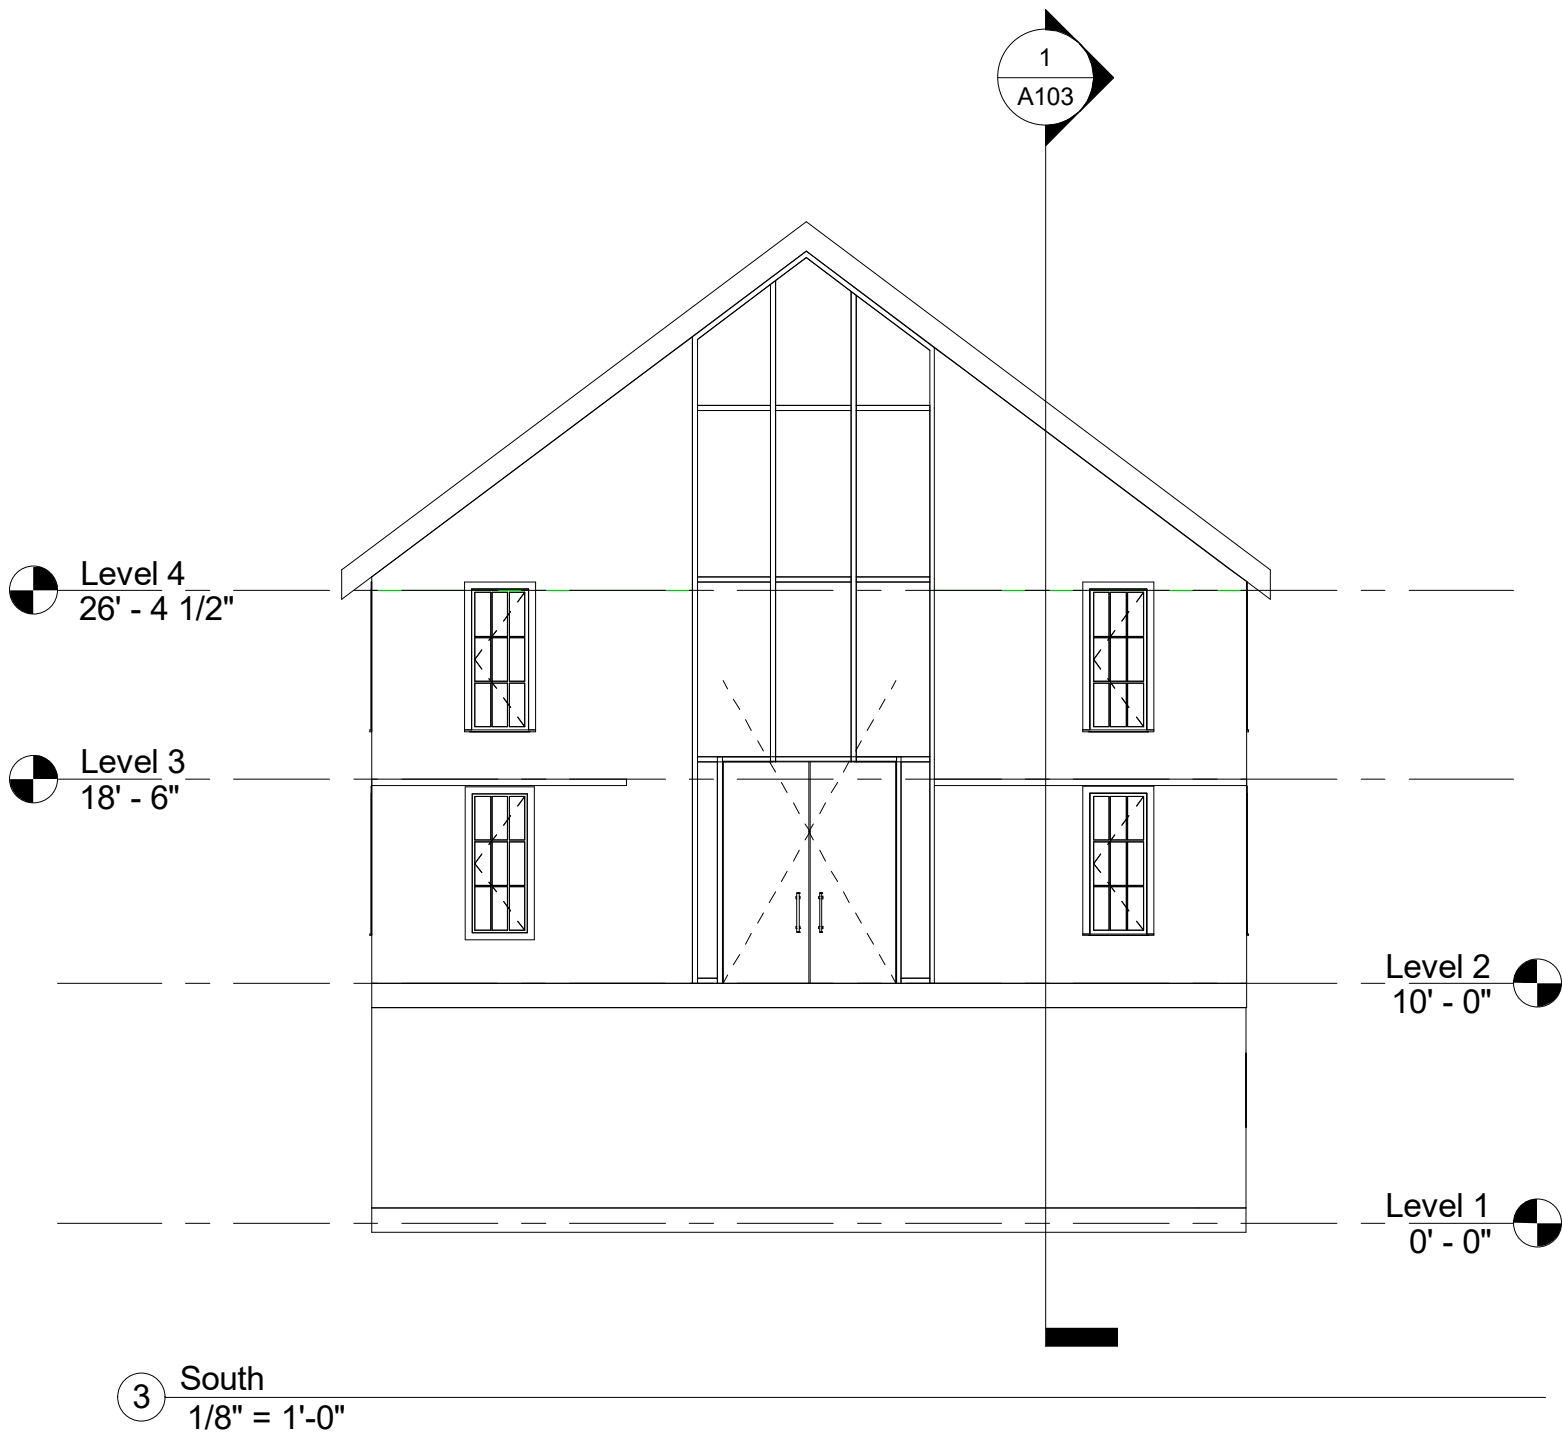 1
A103
Level 4
26' - 4 1/2"
Level 3
18' - 6"
Level 2
10' - 0"
Level 1
0' - 0"
3
South
1/8" = 1'-0"